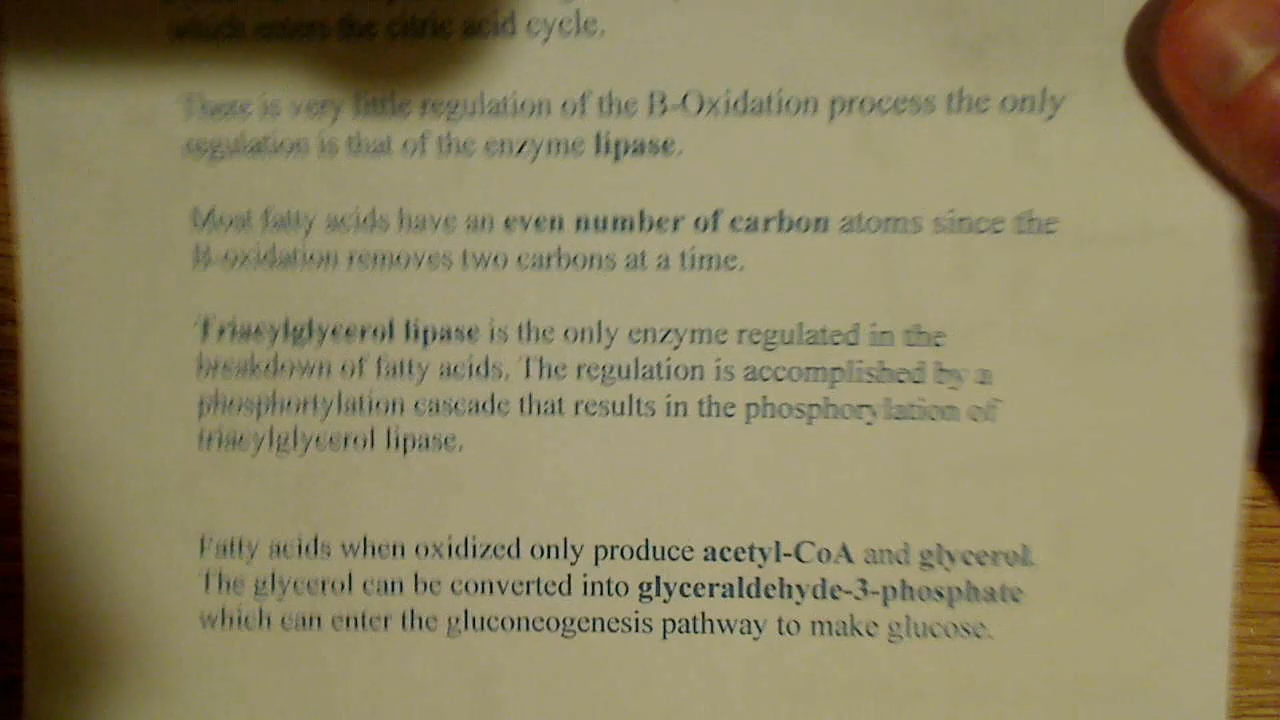 which enters the citric acid cycle.
There is very little regulation of the B-Oxidation process the only
regulation is that of the enzyme lipase.
Most fatty acids have an even number of carbon atoms since the
B-oxidation removes two carbons at a time.
Triacylglycerol lipase is the only enzyme regulated in the
breakdown of fatty acids. The regulation is accomplished by a
phosphortylation cascade that results in the phosphorylation of
triacylglycerol lipase.
Fatty acids when oxidized only produce acetyl-CoA and glycerol.
The glycerol can be converted into glyceraldehyde-3-phosphate
which can enter the gluconeogenesis pathway to make glucose.